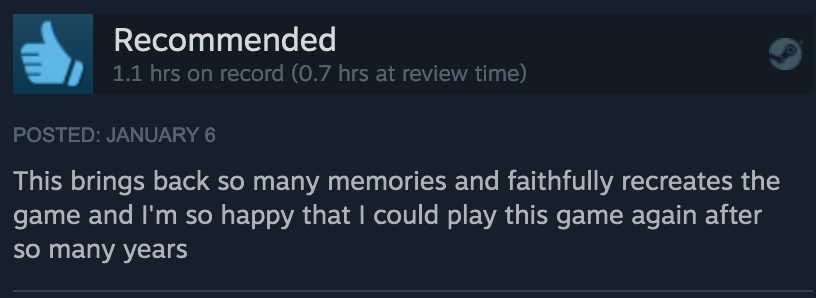 Recommended
1.1 hrs on record (0.7 hrs at review time)
POSTED: JANUARY 6
This brings back so many memories and faithfully recreates the
game and I'm so happy that I could play this game again after
so many years